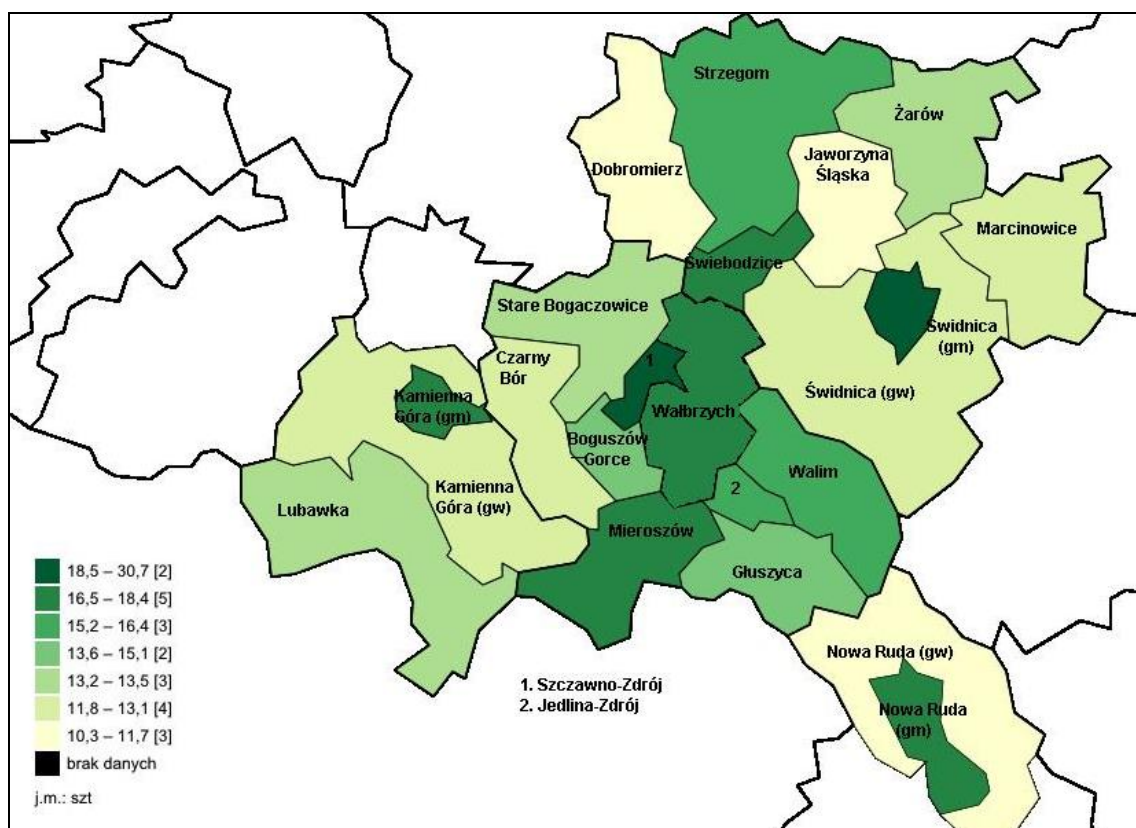 Strzegom
Żarów
Dobromierz
Jaworzyna
Śląska
Marcinowice
Świebodzice
Stare Bogaczowice
Świdnica
(gm)
Czarny
Bór
1
Kamienna
Góra (gm)
Świdnica (gw)
Wałbrzych
Boguszów
Gorce
Walim
2
Kamienna
Góra (gw)
Lubawka
Mieroszów
Głuszyca
18,5 – 30,7 [2]
16,5 – 18,4 [5]
15,2 – 16,4 [3]
13,6 – 15,1 [2]
13,2 – 13,5 [3]
11,8 – 13,1 [4]
10,3 – 11,7 [3]
brak danych
j.m.: szt
1. Szczawno-Zdrój
2. Jedlina-Zdrój
Nowa Ruda (gw)
Nowa Ruda
(gm)